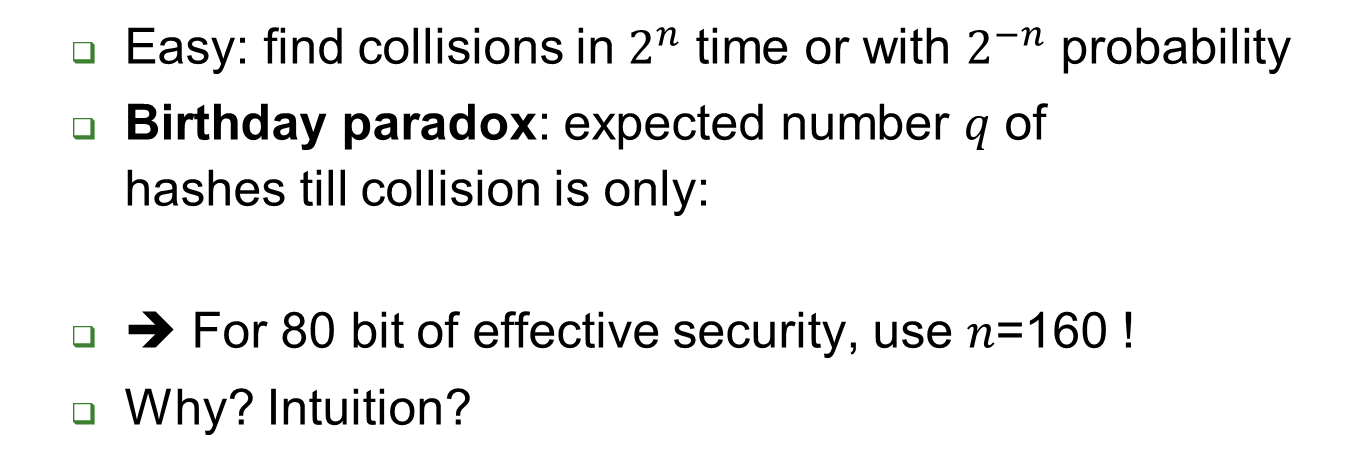 ❑ Easy: find collisions in 2ⁿ time or with 2⁻ⁿ probability
❑ Birthday paradox: expected number q of
hashes till collision is only:
❑ ➔ For 80 bit of effective security, use n=160 !
❑ Why? Intuition?